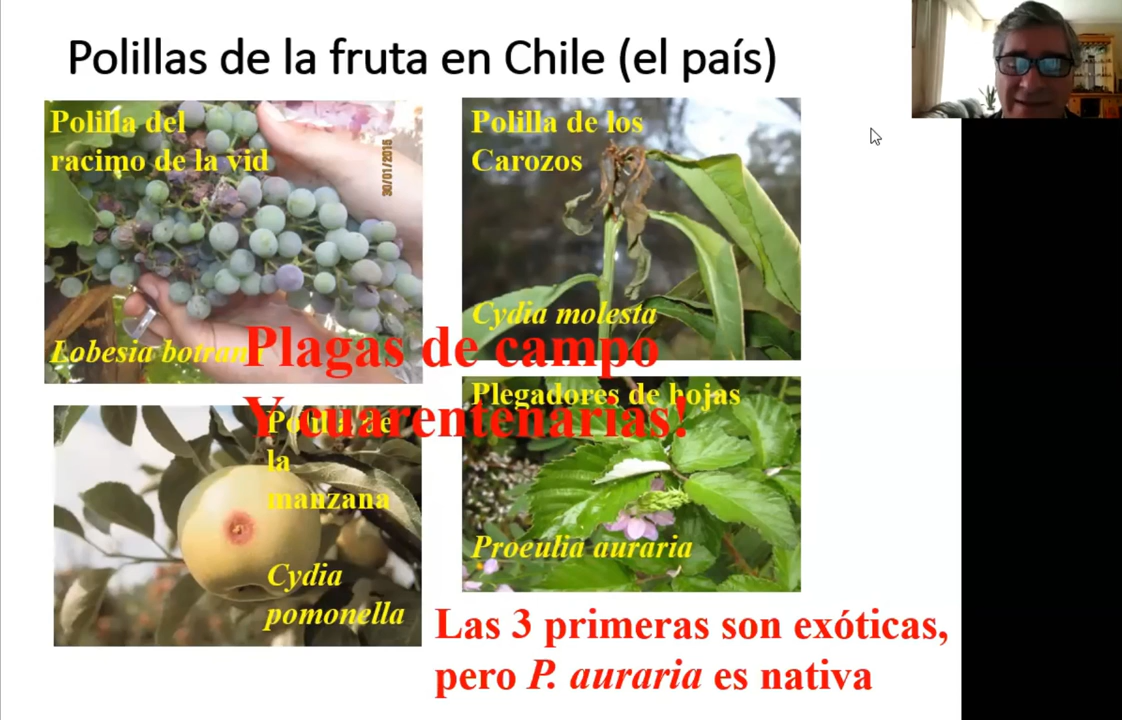 Polillas de la fruta en Chile (el país)
Polilla del
racimo de la vid
30/01/2015
Lobesia botrana
Polilla de los
Carozos
Cydia molesta
Plagas de campo
Y cuarentenarias!
Polilla de
la
manzana
Cydia
pomonella
Plegadores de hojas
Proeulia auraria
Las 3 primeras son exóticas,
pero P. auraria es nativa